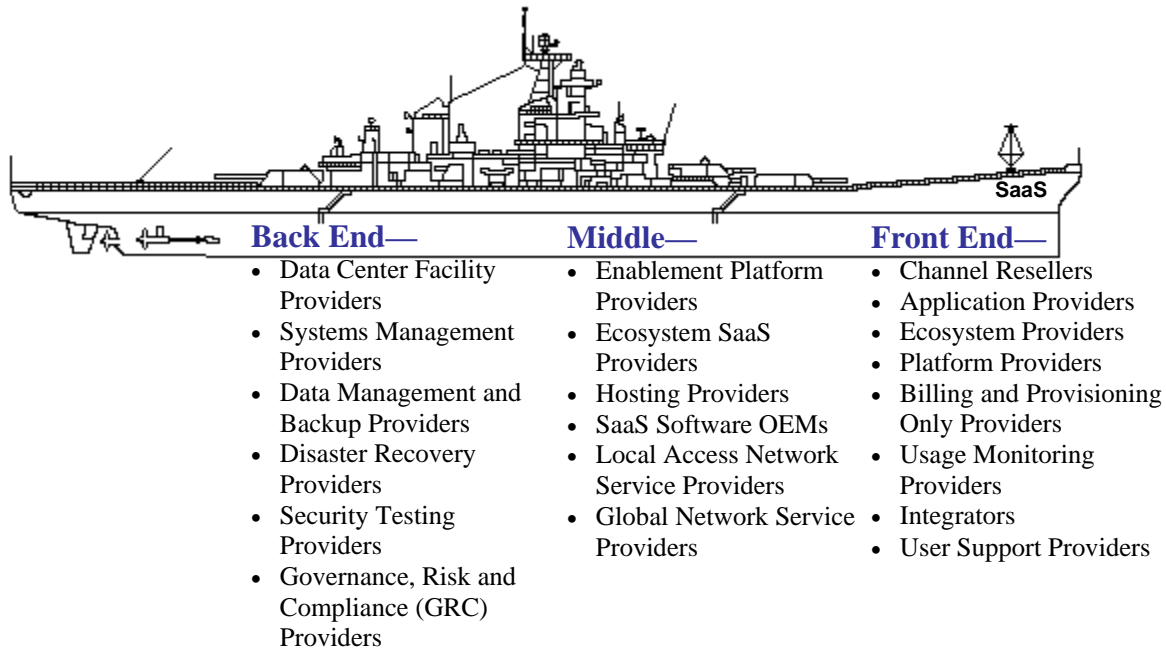 SaaS
Back End—
• Data Center Facility
Providers
• Systems Management
Providers
• Data Management and
Backup Providers
• Disaster Recovery
Providers
• Security Testing
Providers
• Governance, Risk and
Compliance (GRC)
Providers
Middle—
• Enablement Platform
Providers
• Ecosystem SaaS
Providers
• Hosting Providers
• SaaS Software OEMs
• Local Access Network
Service Providers
• Global Network Service
Providers
Front End—
• Channel Resellers
• Application Providers
• Ecosystem Providers
• Platform Providers
• Billing and Provisioning
Only Providers
• Usage Monitoring
Providers
• Integrators
• User Support Providers